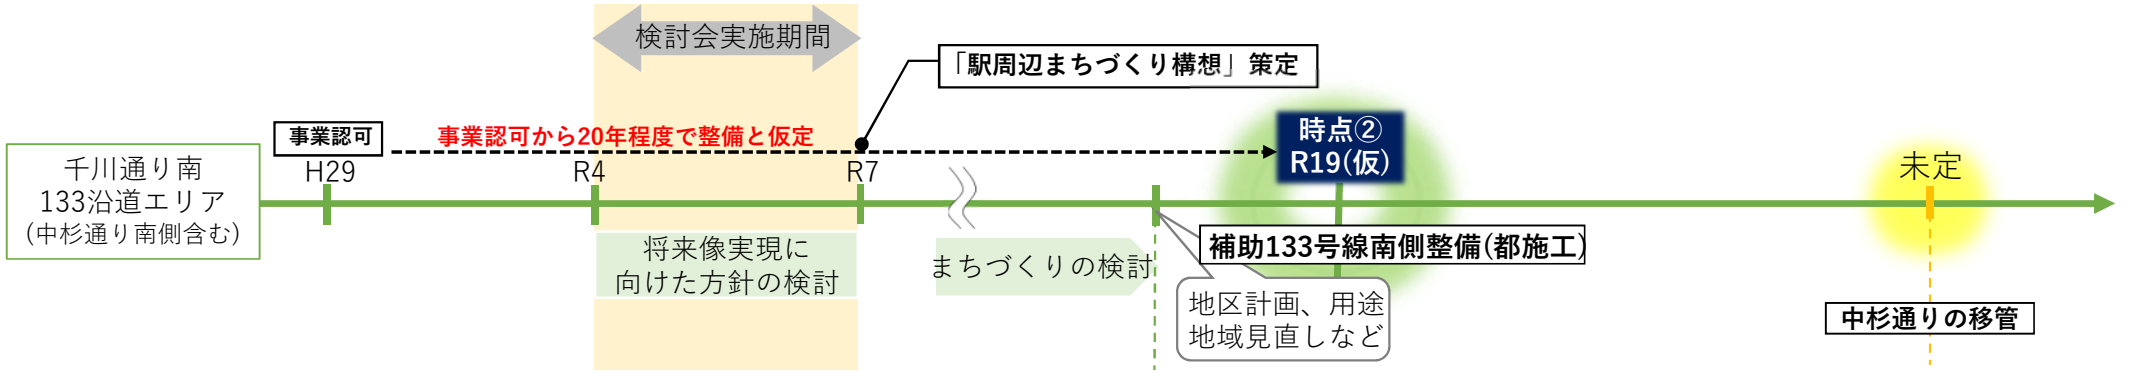 検討会実施期間
「駅周辺まちづくり構想」策定
事業認可
事業認可から20年程度で整備と仮定
時点②
R19(仮)
千川通り南
133沿道エリア
(中杉通り南側含む)
H29
R4
R7
未定
将来像実現に
向けた方針の検討
まちづくりの検討
補助133号線南側整備(都施工)
地区計画、用途
地域見直しなど
中杉通りの移管